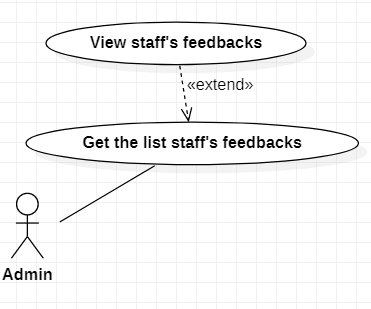 View staff's feedbacks
«extend»
Get the list staff's feedbacks
Admin